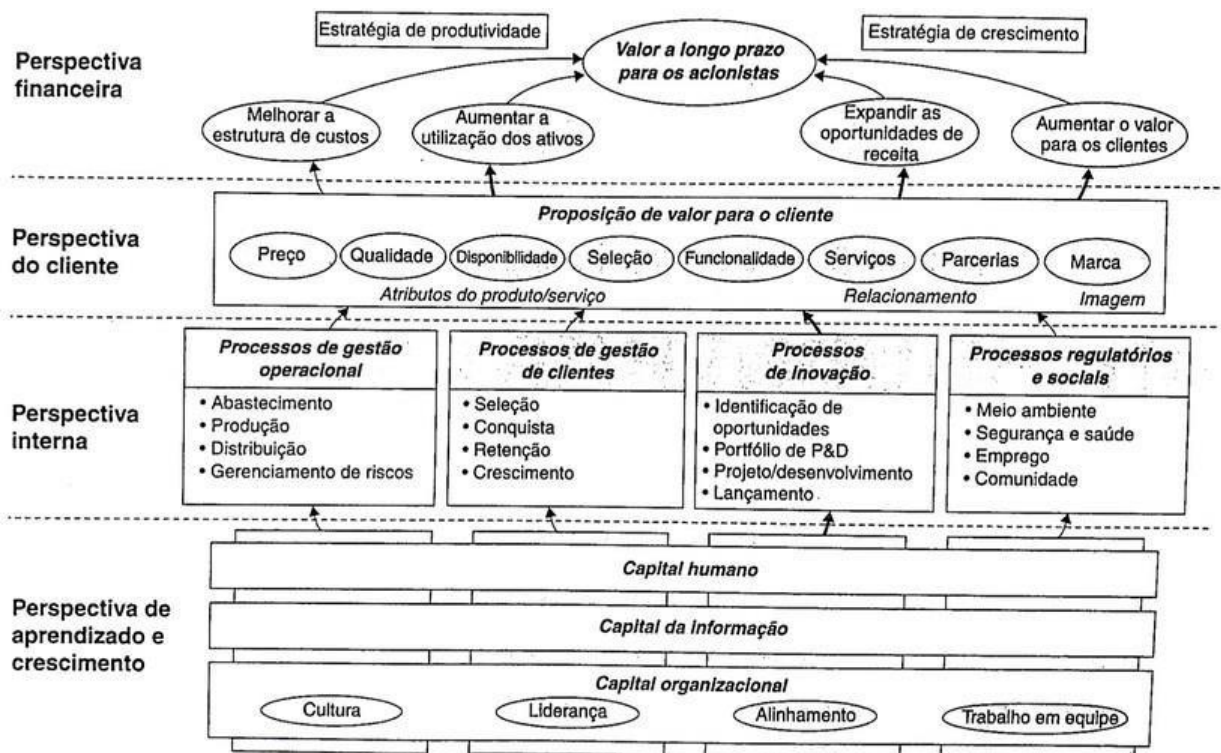 Perspectiva
financeira
Estratégia de produtividade
Valor a longo prazo
para os acionistas
Estratégia de crescimento
Melhorar a
estrutura de custos
Aumentar a
utilização dos ativos
Expandir as
oportunidades de
receita
Aumentar o valor
para os clientes
Perspectiva
do cliente
Proposição de valor para o cliente
Preço
Qualidade
Disponibilidade
Seleção
Funcionalidade
Serviços
Parcerias
Marca
Atributos do produto/serviço
Relacionamento
Imagem
Perspectiva
interna
Processos de gestão
operacional
• Abastecimento
• Produção
• Distribuição
• Gerenciamento de riscos
Processos de gestão
de clientes
• Seleção
• Conquista
• Retenção
• Crescimento
Processos
de inovação
• Identificação de
oportunidades
• Portfólio de P&D
• Projeto/desenvolvimento
• Lançamento
Processos regulatórios
e sociais
• Meio ambiente
• Segurança e saúde
• Emprego
• Comunidade
Perspectiva de
aprendizado e
crescimento
Capital humano
Capital da informação
Capital organizacional
Cultura
Liderança
Alinhamento
Trabalho em equipe